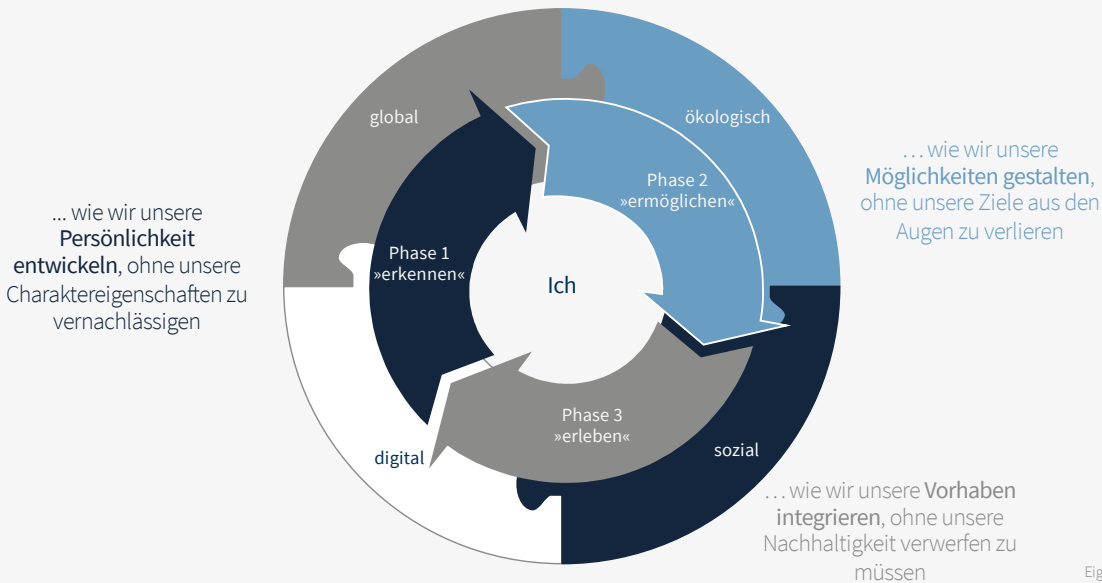 global
ökologisch
Phase 2
»ermöglichen«
... wie wir unsere
Persönlichkeit
entwickeln, ohne unsere
Charaktereigenschaften zu
vernachlässigen
Phase 1
»erkennen«
Ich
…wie wir unsere
Möglichkeiten gestalten,
ohne unsere Ziele aus den
Augen zu verlieren
Phase 3
»erleben«
digital
sozial
…wie wir unsere Vorhaben
integrieren, ohne unsere
Nachhaltigkeit verwerfen zu
müssen
Eig